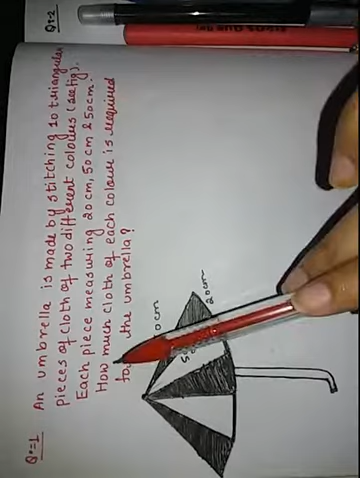 Q:=1 An umbrella is made by stitching 10 triangular
pieces of cloth of two different colours (see fig).
Each piece measuring 20 cm, 50 cm & 50 cm.
How much cloth of each colour is required
the umbrella?
0 cm
20 cm
Q:-2